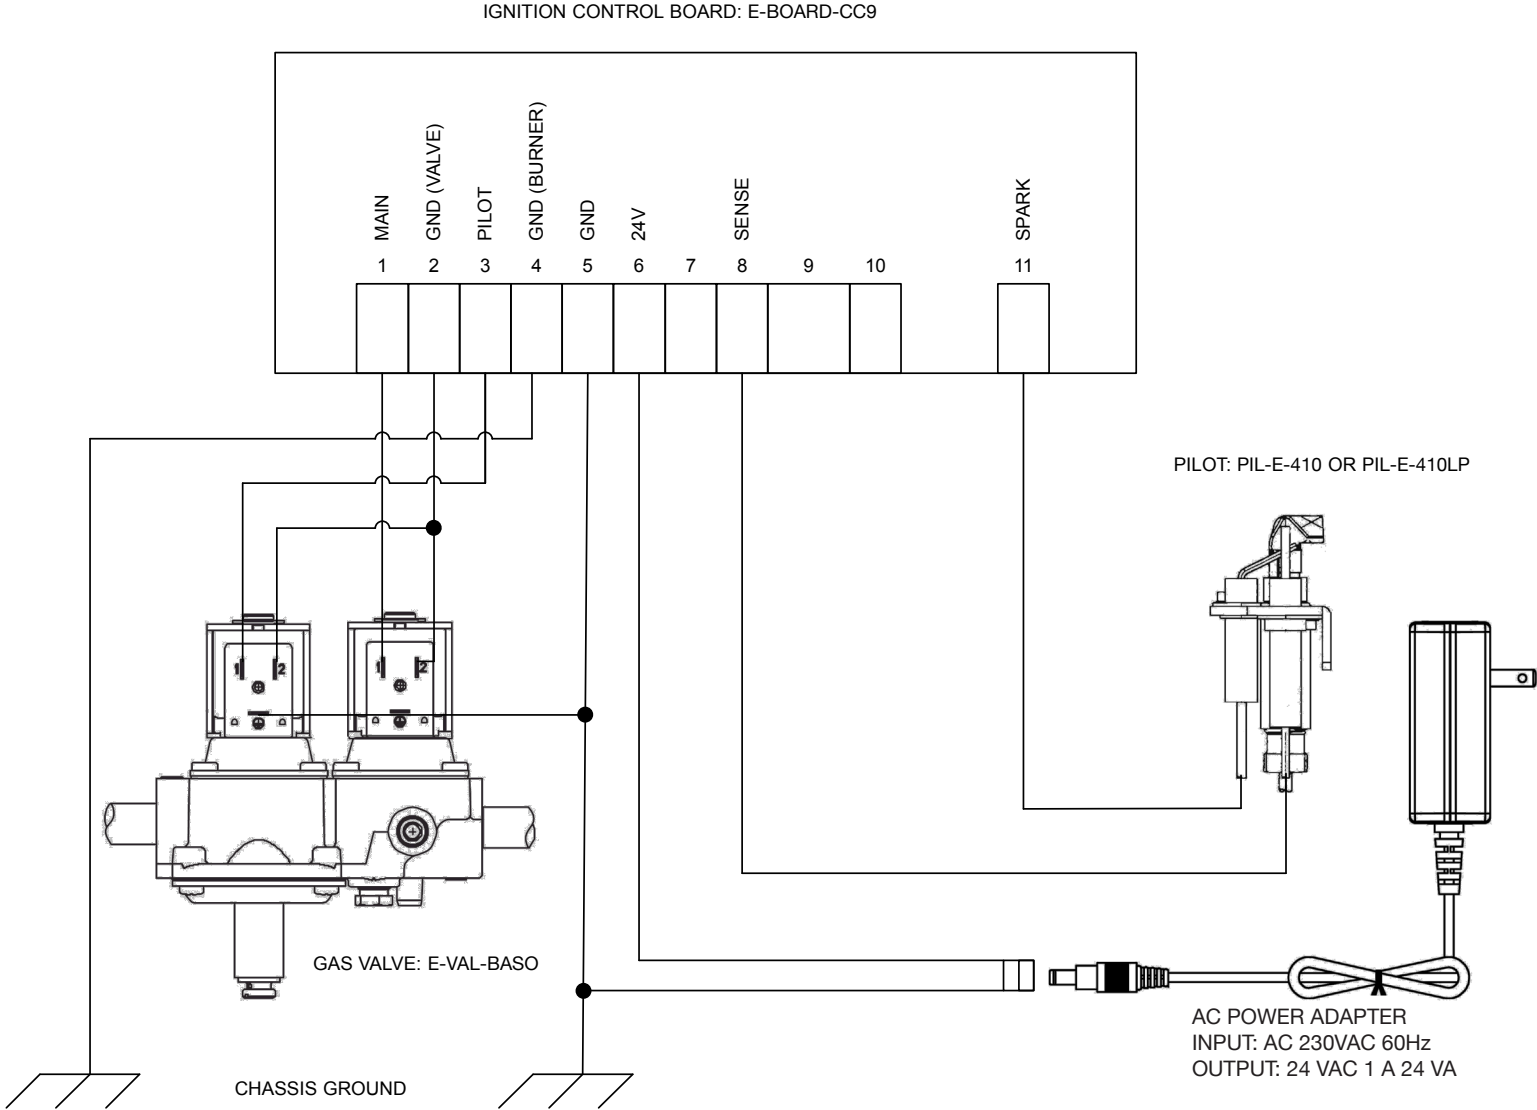 IGNITION CONTROL BOARD: E-BOARD-CC9
MAIN
GND (VALVE)
PILOT
GND (BURNER)
GND
24V
SENSE
SPARK
1 2 3 4 5 6 7 8 9 10 11
PILOT: PIL-E-410 OR PIL-E-410LP
1 2 1 2
GAS VALVE: E-VAL-BASO
AC POWER ADAPTER
INPUT: AC 230VAC 60Hz
OUTPUT: 24 VAC 1 A 24 VA
CHASSIS GROUND